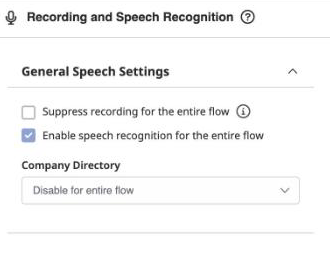 Recording and Speech Recognition
General Speech Settings
Suppress recording for the entire flow
Enable speech recognition for the entire flow
Company Directory
Disable for entire flow